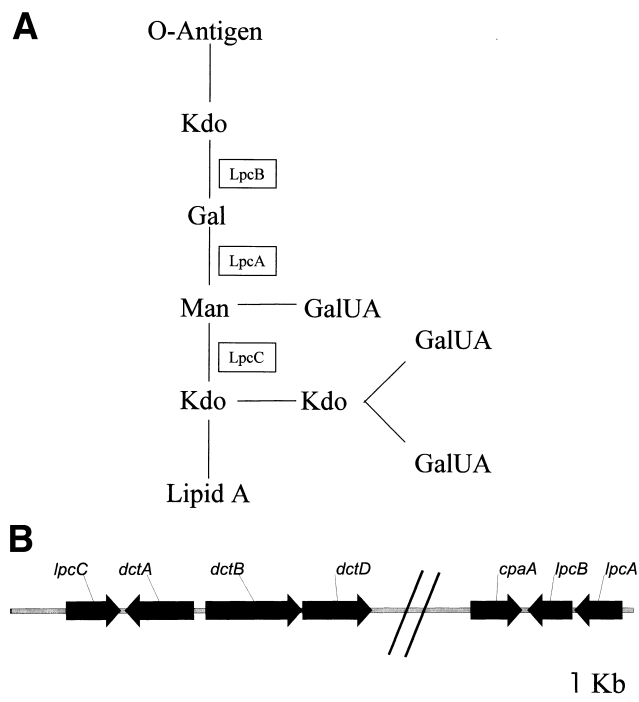 A
O-Antigen
Kdo
LpcB
Gal
LpcA
Man GalUA
GalUA
LpcC
Kdo Kdo
GalUA
Lipid A
B
lpcC dctA dctB dctD cpaA lpcB lpcA
1 Kb